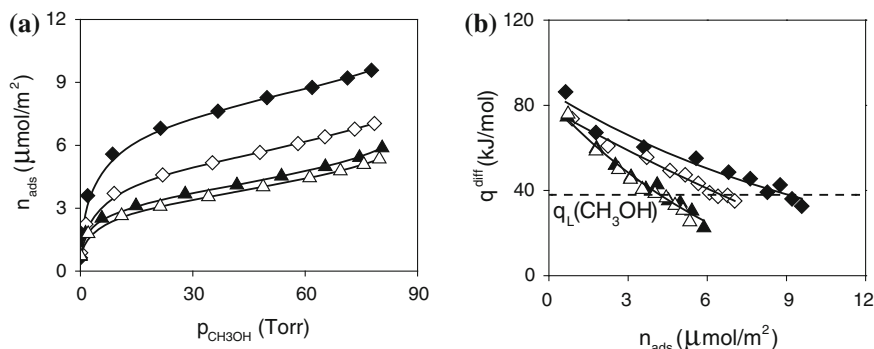 (a)
12
9
6
3
0
n_ads (μmol/m²)
0 30 60 90
p_CH3OH (Torr)
(b)
120
80
40
0
q^diff (kJ/mol)
q_L(CH₃OH)
0 3 6 9 12
n_ads (μmol/m²)